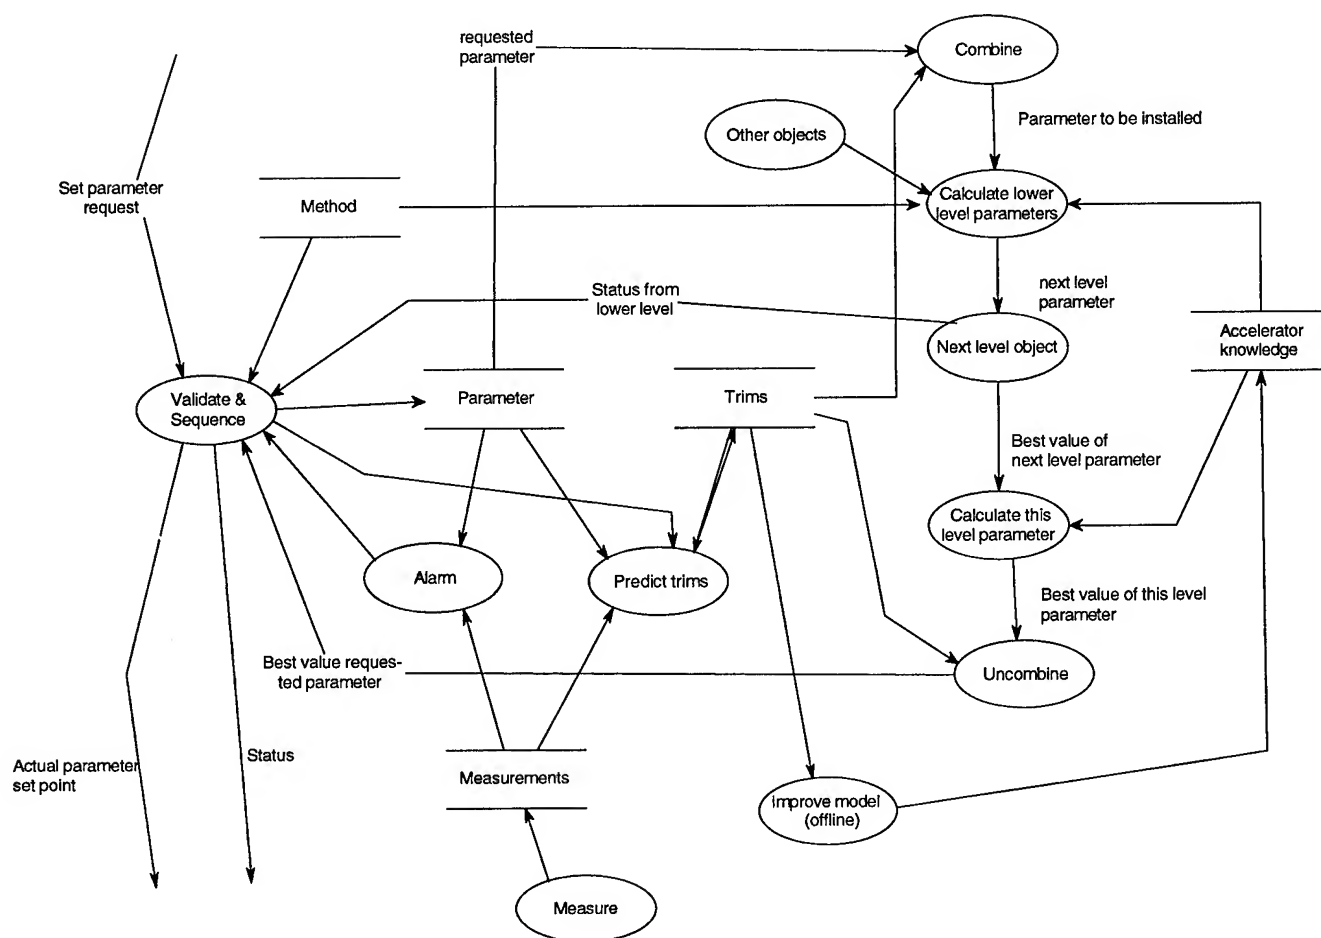 requested
parameter
Combine
Parameter to be installed
Other objects
Set parameter
request
Method
Calculate lower
level parameters
Status from
lower level
next level
parameter
Next level object
Accelerator
knowledge
Validate &
Sequence
Parameter
Trims
Best value of
next level parameter
Calculate this
level parameter
Alarm
Predict trims
Best value of this level
parameter
Best value reques-
ted parameter
Uncombine
Actual parameter
set point
Status
Measurements
improve model
(offline)
Measure